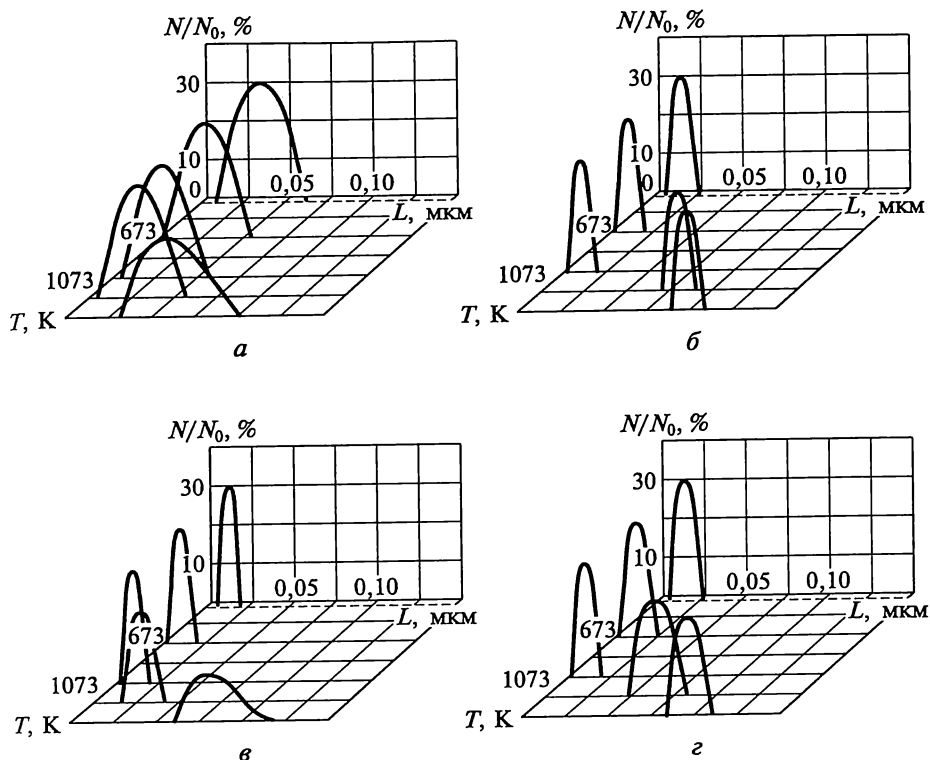 N/N₀, %
30
10
0
0,05 0,10
L, мкм
673
1073
T, К
а
N/N₀, %
30
10
0
0,05 0,10
L, мкм
673
1073
T, К
б
N/N₀, %
30
10
0,05 0,10
L, мкм
673
1073
T, К
в
N/N₀, %
30
10
0,05 0,10
L, мкм
673
1073
T, К
г